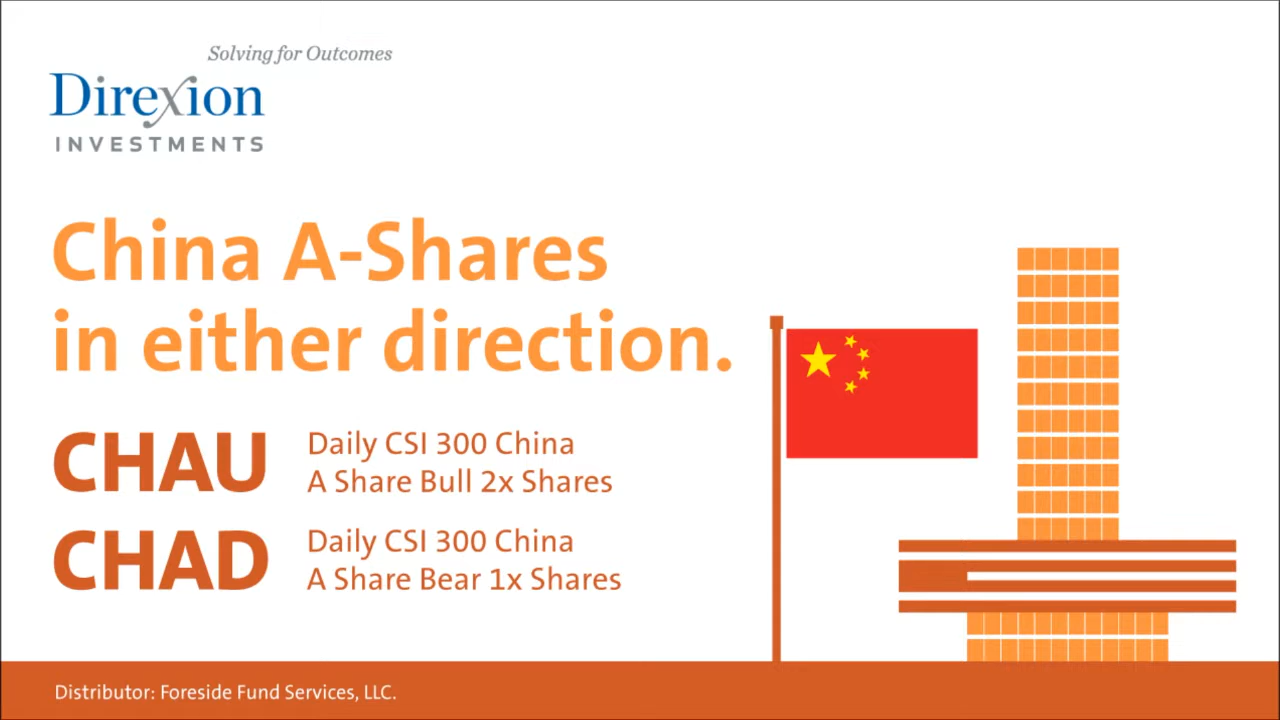 Solving for Outcomes
Direxion
INVESTMENTS
China A-Shares
in either direction.
CHAU
Daily CSI 300 China
A Share Bull 2x Shares
CHAD
Daily CSI 300 China
A Share Bear 1x Shares
Distributor: Foreside Fund Services, LLC.